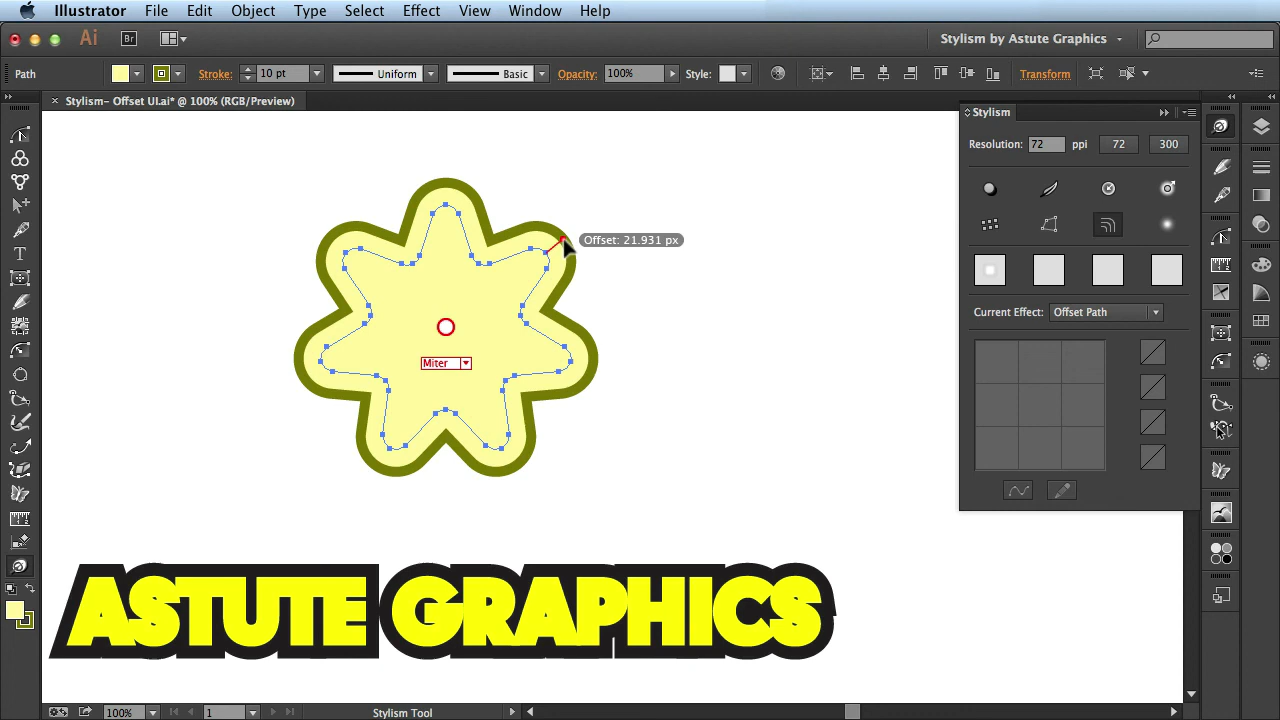 Illustrator File Edit Object Type Select Effect View Window Help
Ai Br Stylism by Astute Graphics
Path Stroke: 10 pt Uniform Basic Opacity: 100% Style: Transform
× Stylism- Offset UI.ai* @ 100% (RGB/Preview)
Stylism
Resolution: 72 ppi 72 300
Offset: 21.931 px
Current Effect: Offset Path
Miter
T
ASTUTE GRAPHICS
100% 1 Stylism Tool